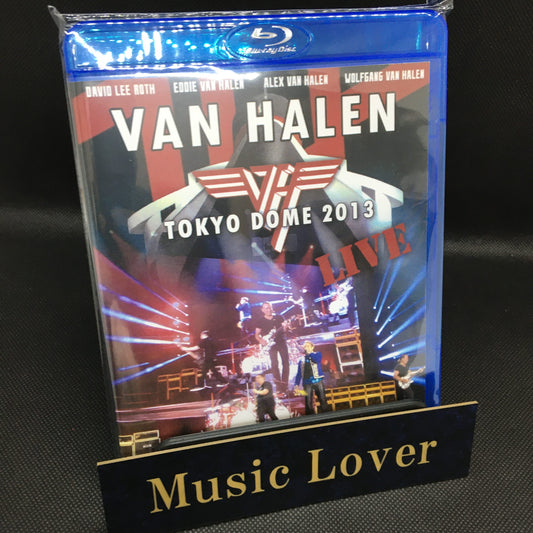 Blu-ray Disc
DAVID LEE ROTH EDDIE VAN HALEN ALEX VAN HALEN WOLFGANG VAN HALEN
VAN HALEN
VH
TOKYO DOME 2013
LIVE
Music Lover